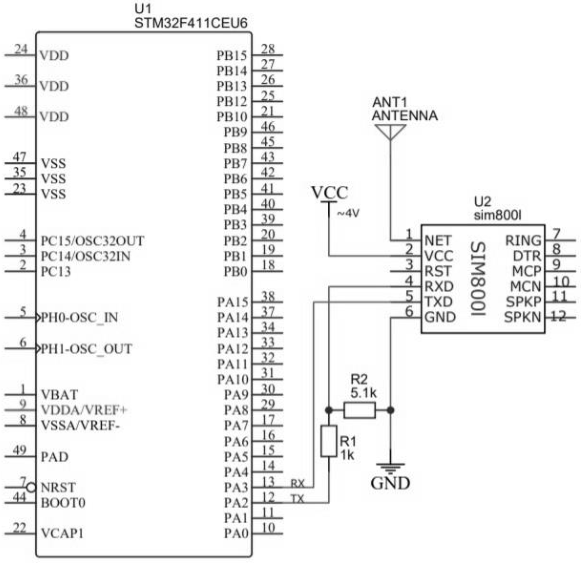 U1
STM32F411CEU6
24 VDD PB15 28
PB14 27
36 VDD PB13 26
PB12 25
48 VDD PB10 21
PB9 46
PB8 45
47 VSS PB7 43
35 VSS PB6 42
23 VSS PB5 41
PB4 40
PB3 39
4 PC15/OSC32OUT PB2 20
3 PC14/OSC32IN PB1 19
2 PC13 PB0 18
PA15 38
5 PH0-OSC_IN PA14 37
PA13 34
6 PH1-OSC_OUT PA12 33
PA11 32
PA10 31
1 VBAT PA9 30
9 VDDA/VREF+ PA8 29
8 VSSA/VREF- PA7 17
PA6 16
49 PAD PA5 15
PA4 14
7 NRST PA3 13 RX
44 BOOT0 PA2 12 TX
PA1 11
22 VCAP1 PA0 10
ANT1
ANTENNA
VCC
~4V
U2
sim800l
1 NET RING 7
2 VCC DTR 8
3 RST MCP 9
4 RXD MCN 10
5 TXD SPKP 11
6 GND SPKN 12
SIM800l
R2
5.1k
R1
1k
GND